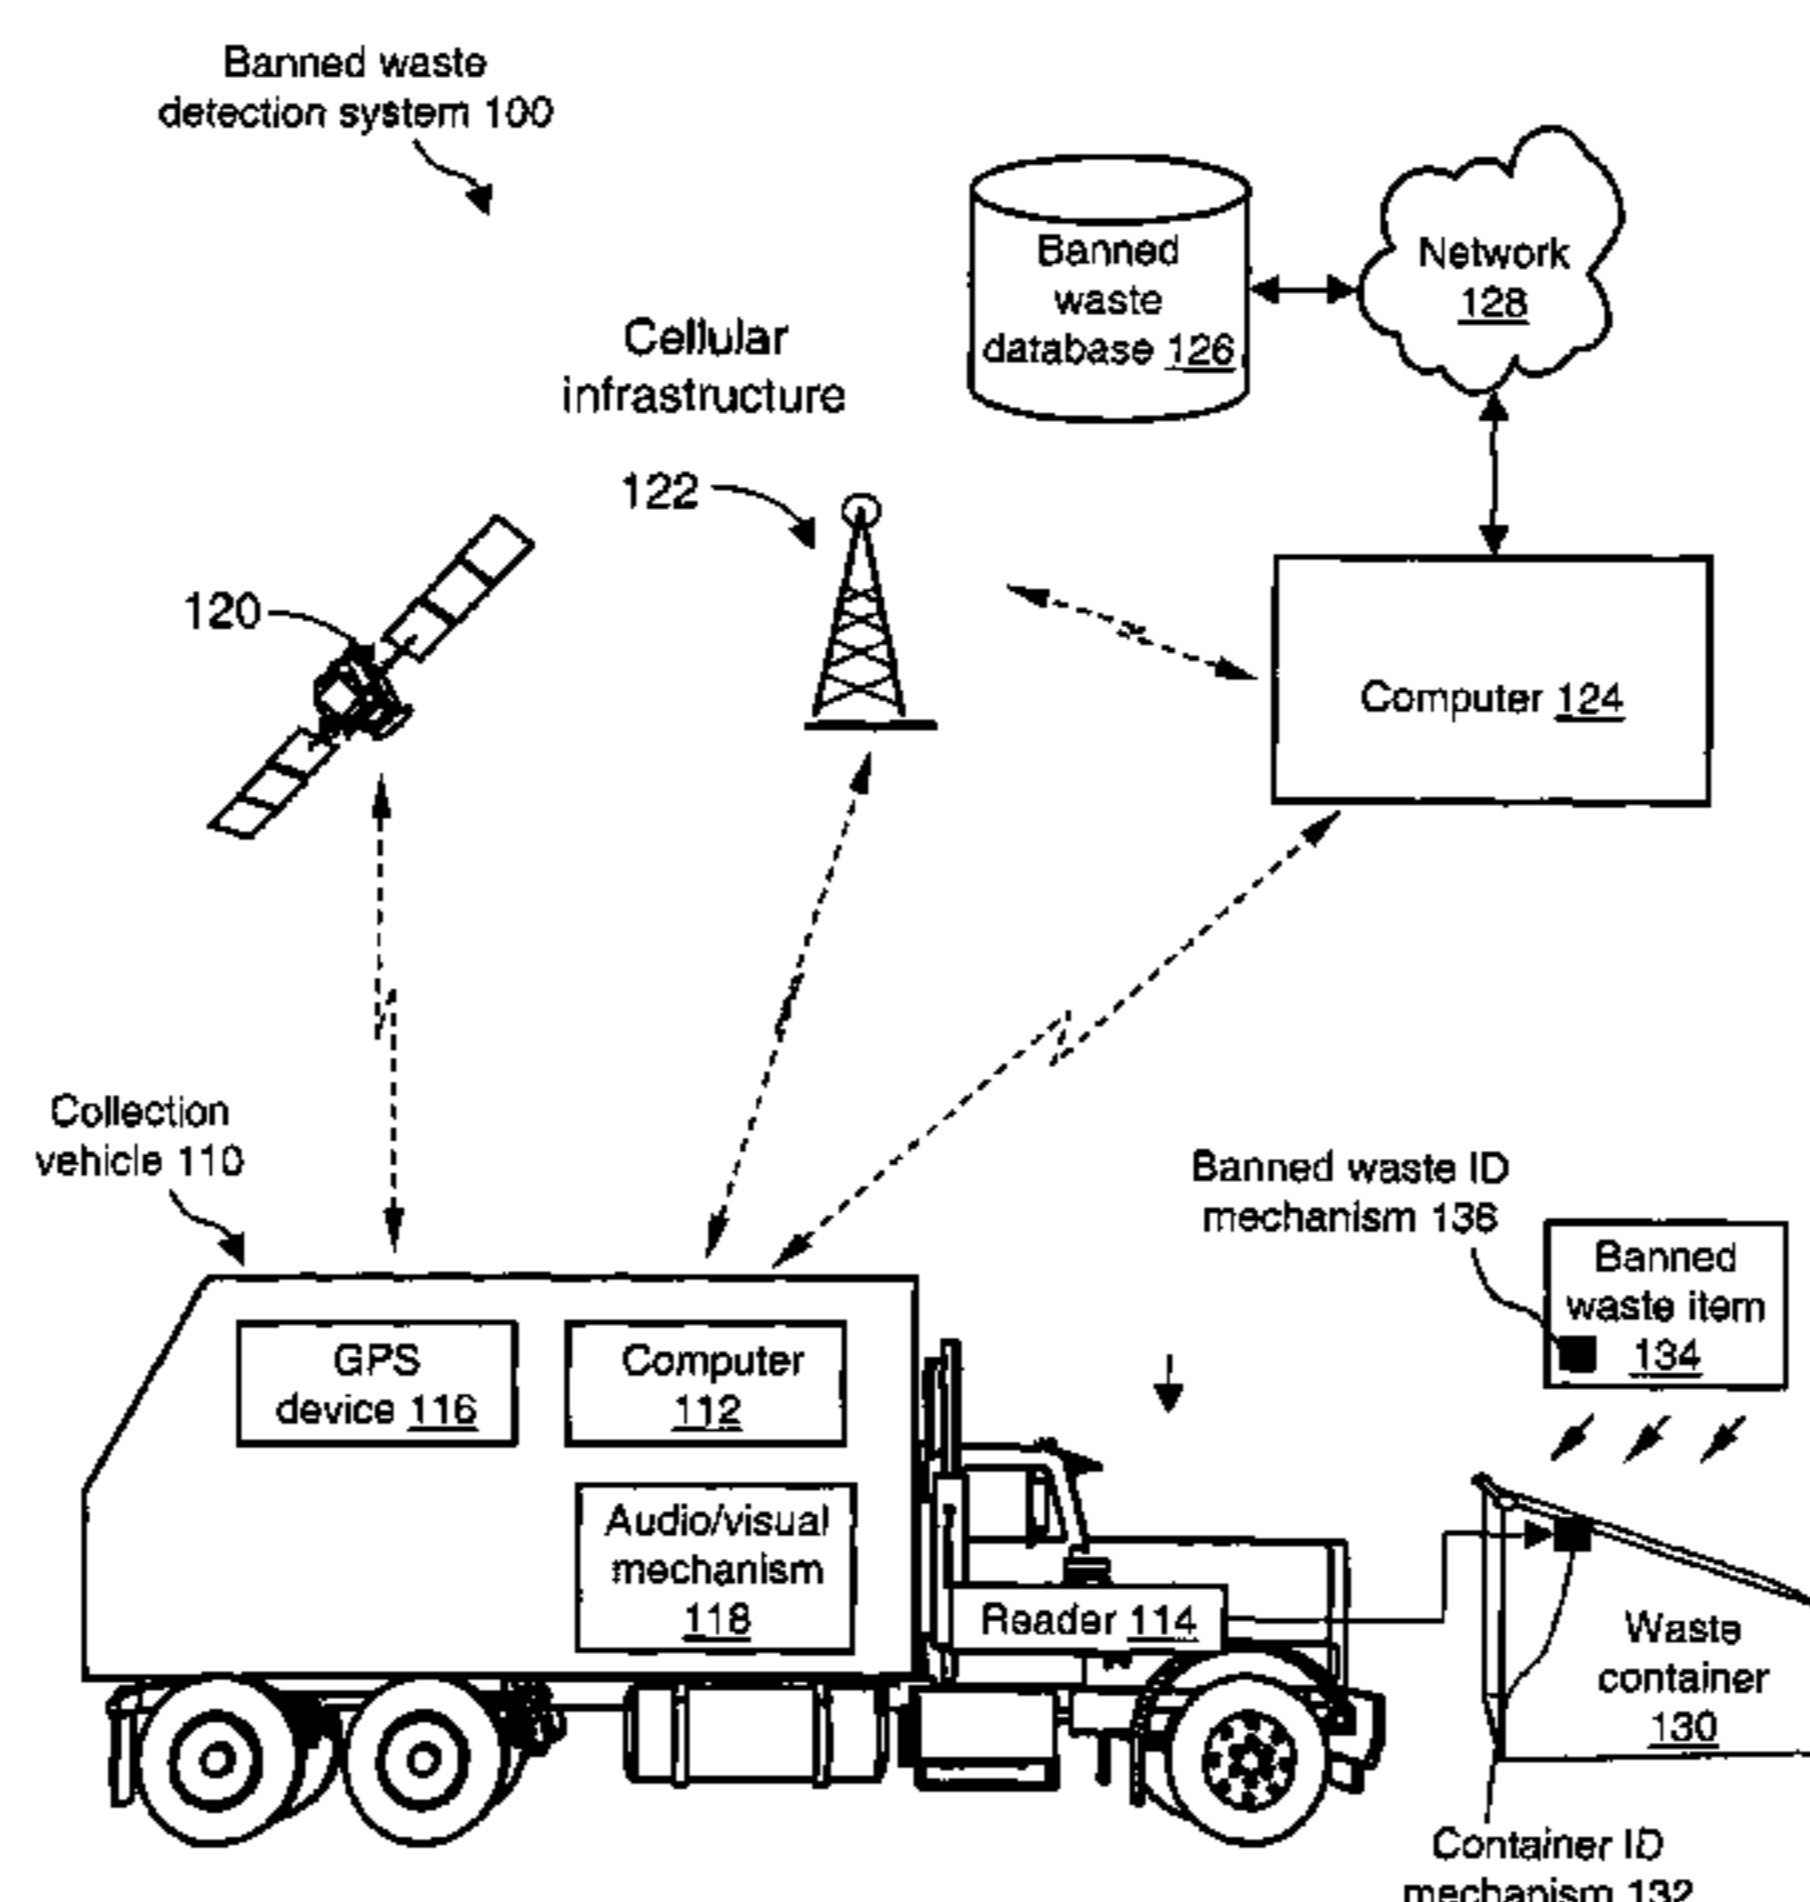 Banned waste
detection system 100
Banned
waste
database 126
Network
128
Cellular
infrastructure
122
120
Computer 124
Collection
vehicle 110
Banned waste ID
mechanism 136
Banned
waste item
134
GPS
device 116
Computer
112
Audio/visual
mechanism
118
Reader 114
Waste
container
130
Container ID
mechanism 132